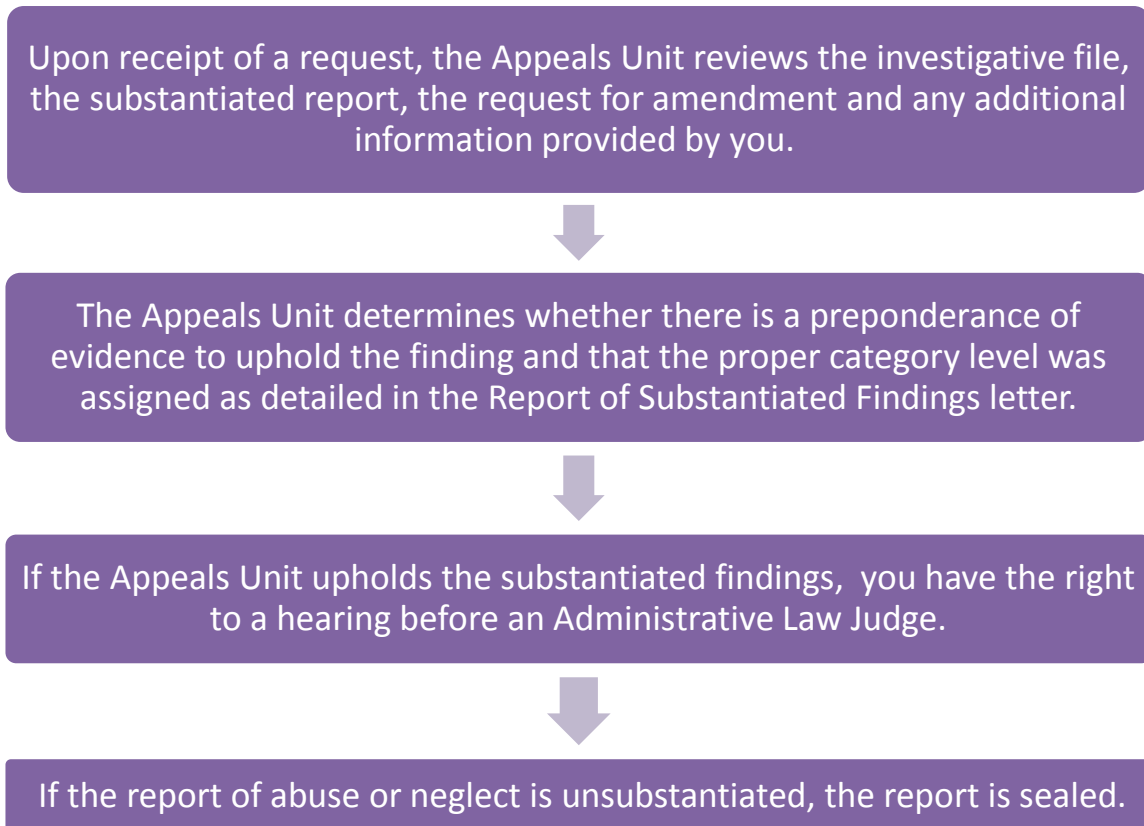 Upon receipt of a request, the Appeals Unit reviews the investigative file,
the substantiated report, the request for amendment and any additional
information provided by you.
The Appeals Unit determines whether there is a preponderance of
evidence to uphold the finding and that the proper category level was
assigned as detailed in the Report of Substantiated Findings letter.
If the Appeals Unit upholds the substantiated findings,  you have the right
to a hearing before an Administrative Law Judge.
If the report of abuse or neglect is unsubstantiated, the report is sealed.